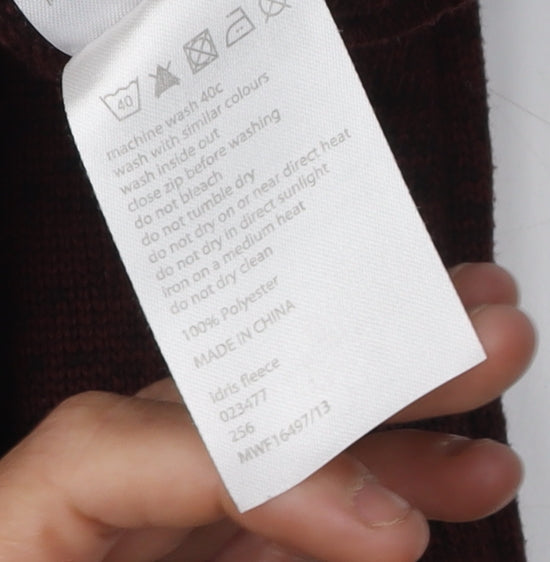 40
machine wash 40c
wash with similar colours
wash inside out
close zip before washing
do not bleach
do not tumble dry
do not dry on or near direct heat
do not dry in direct sunlight
iron on a medium heat
do not dry clean
100% Polyester
MADE IN CHINA
idris fleece
023477
256
MWF16497/13